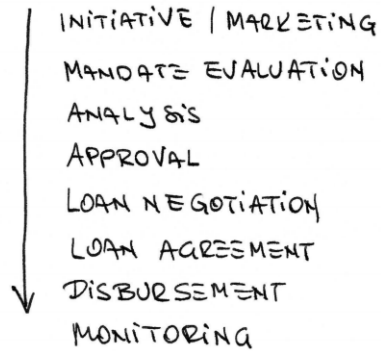 INITIATIVE / MARKETING
MANDATE EVALUATION
ANALYSIS
APPROVAL
LOAN NEGOTIATION
LOAN AGREEMENT
DISBURSEMENT
MONITORING